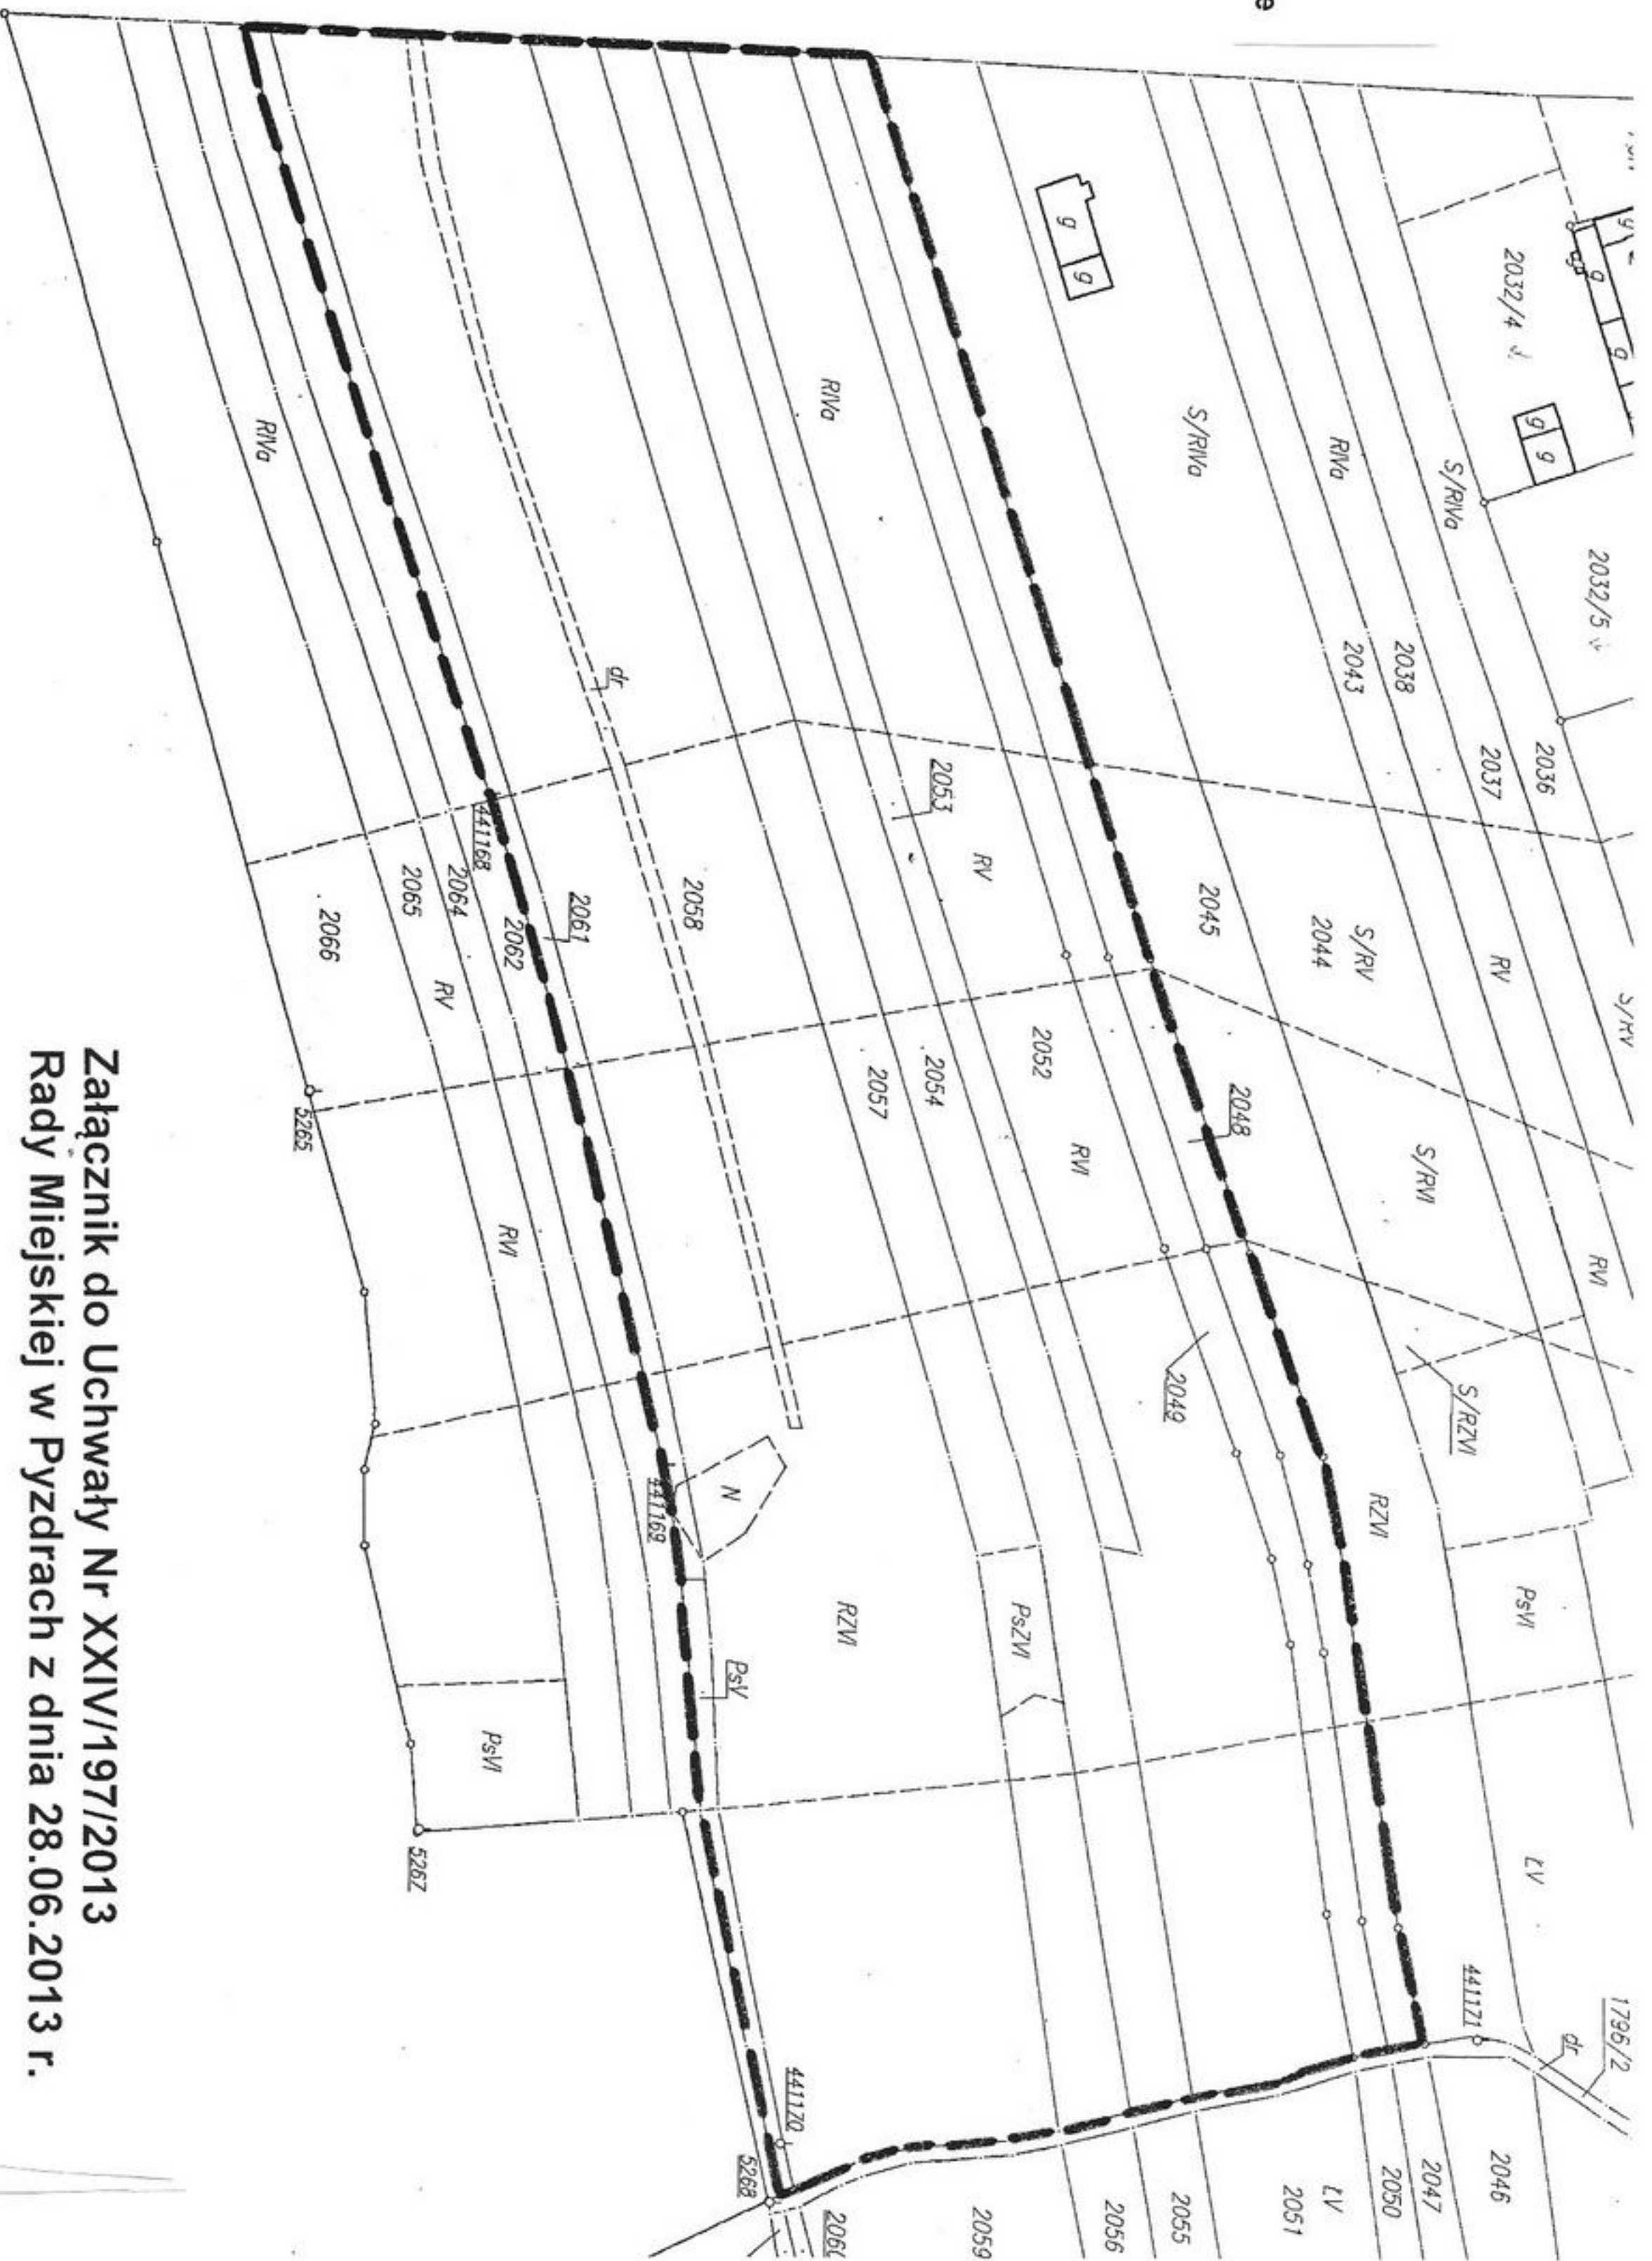 2032/4
g
g
g
g
2032/5
g
g
S/RIVa
2036
2037
RIVa
2038
2043
S/RIVa
S/RV
RV
S/RV
2044
2045
RVI
S/RVI
S/RZVI
RIVa
2053
RV
2048
2052
RVI
2049
2054
2057
RZVI
PsVI
ŁV
1796/2
dr
441171
2046
2047
2050
ŁV
2051
2055
2056
2059
dr
2058
2061
N
RZVI
PsZVI
PsV
RIVa
441168
2062
2064
2065
RV
2066
5265
RVI
441169
PsVI
5267
441170
5268
Załącznik do Uchwały Nr XXIV/197/2013
Rady Miejskiej w Pyzdrach z dnia 28.06.2013 r.